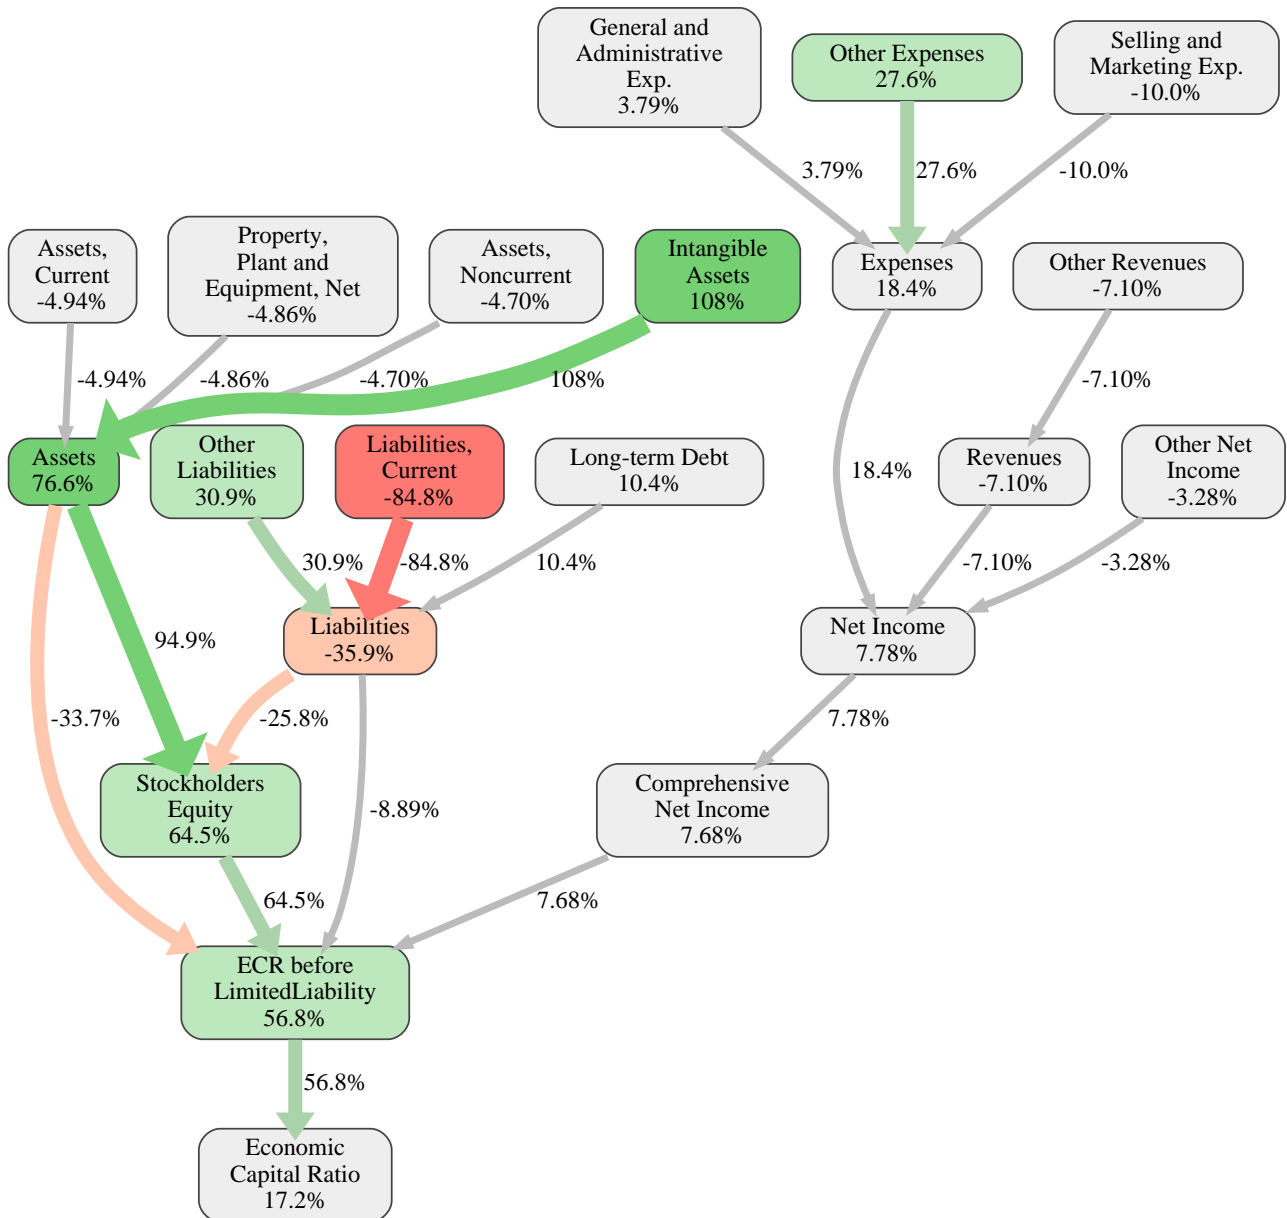 General and
Administrative
Exp.
3.79%
Other Expenses
27.6%
Selling and
Marketing Exp.
-10.0%
3.79%
27.6%
-10.0%
Assets,
Current
-4.94%
Property,
Plant and
Equipment, Net
-4.86%
Assets,
Noncurrent
-4.70%
Intangible
Assets
108%
Expenses
18.4%
Other Revenues
-7.10%
-4.94%
-4.86%
-4.70%
108%
-7.10%
Assets
76.6%
Other
Liabilities
30.9%
Liabilities,
Current
-84.8%
Long-term Debt
10.4%
18.4%
Revenues
-7.10%
Other Net
Income
-3.28%
30.9%
-84.8%
10.4%
-7.10%
-3.28%
94.9%
Liabilities
-35.9%
Net Income
7.78%
-33.7%
-25.8%
7.78%
Stockholders
Equity
64.5%
-8.89%
Comprehensive
Net Income
7.68%
64.5%
7.68%
ECR before
LimitedLiability
56.8%
56.8%
Economic
Capital Ratio
17.2%